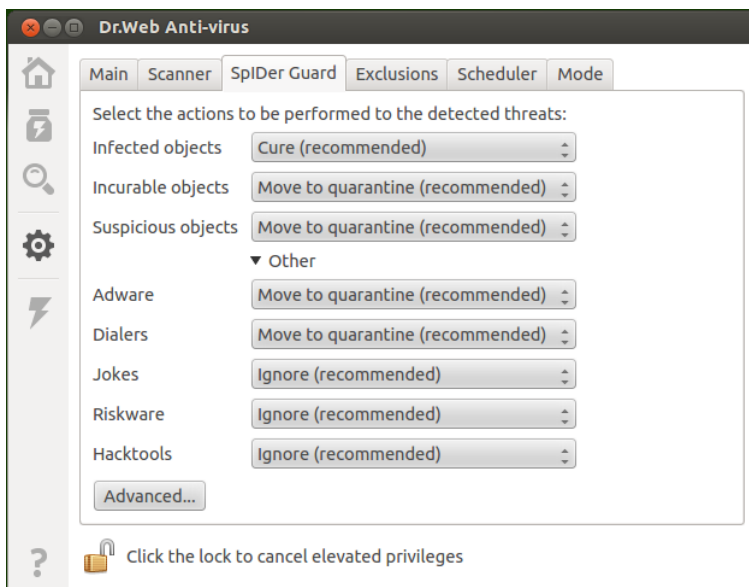 Dr.Web Anti-virus
Main Scanner SpIDer Guard Exclusions Scheduler Mode
Select the actions to be performed to the detected threats:
Infected objects Cure (recommended)
Incurable objects Move to quarantine (recommended)
Suspicious objects Move to quarantine (recommended)
Other
Adware Move to quarantine (recommended)
Dialers Move to quarantine (recommended)
Jokes Ignore (recommended)
Riskware Ignore (recommended)
Hacktools Ignore (recommended)
Advanced...
? Click the lock to cancel elevated privileges